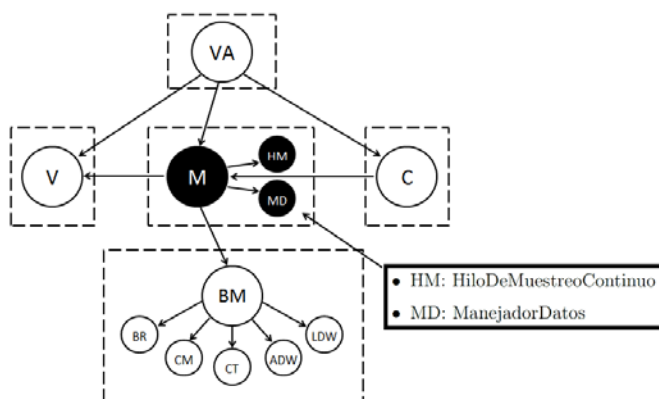 VA
V
M
HM
MD
C
BM
BR
CM
CT
ADW
LDW
• HM: HiloDeMuestreoContinuo
• MD: ManejadorDatos